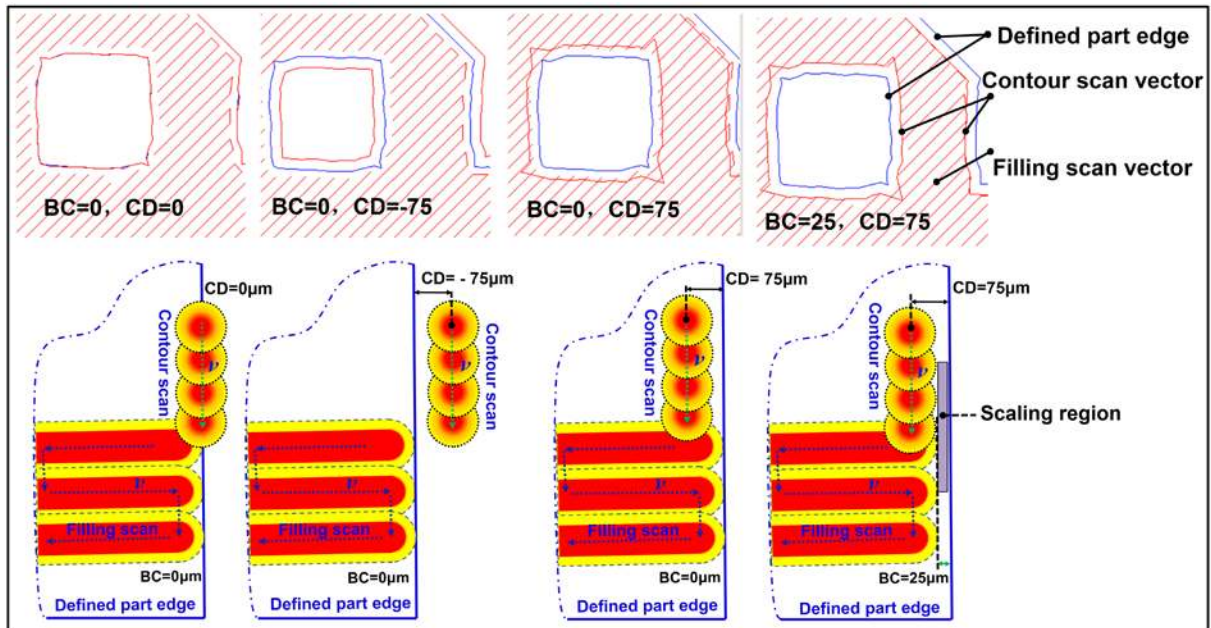 Defined part edge
Contour scan vector
Filling scan vector
BC=0, CD=0
BC=0, CD=-75
BC=0, CD=75
BC=25, CD=75
CD=0μm
Contour scan
v
v
Filling scan
BC=0μm
Defined part edge
CD= - 75μm
Contour scan
v
Filling scan
BC=0μm
Defined part edge
CD= 75μm
Contour scan
v
v
Filling scan
BC=0μm
Defined part edge
CD=75μm
Contour scan
v
v
Scaling region
Filling scan
BC=25μm
Defined part edge